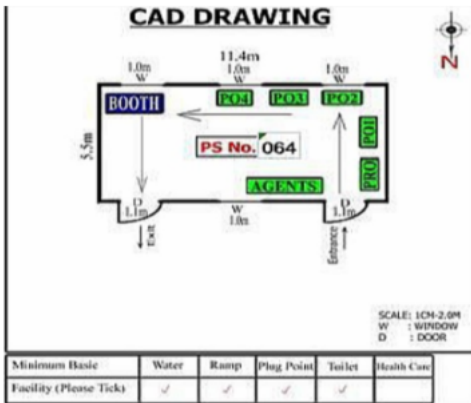 CAD DRAWING
N
11.4m
1.0m 1.0m 1.0m
W W W
BOOTH PO4 PO3 PO2
5.5m
PS No. 064
PO1
PRO
AGENTS
D W D
1.1m 1.0m 1.1m
Exit
Entrance
SCALE: 1CM-2.0M
W : WINDOW
D : DOOR
Minimum Basic Water Ramp Plug Point Toilet Health Care
Facility (Please Tick) ✓ ✓ ✓ ✓